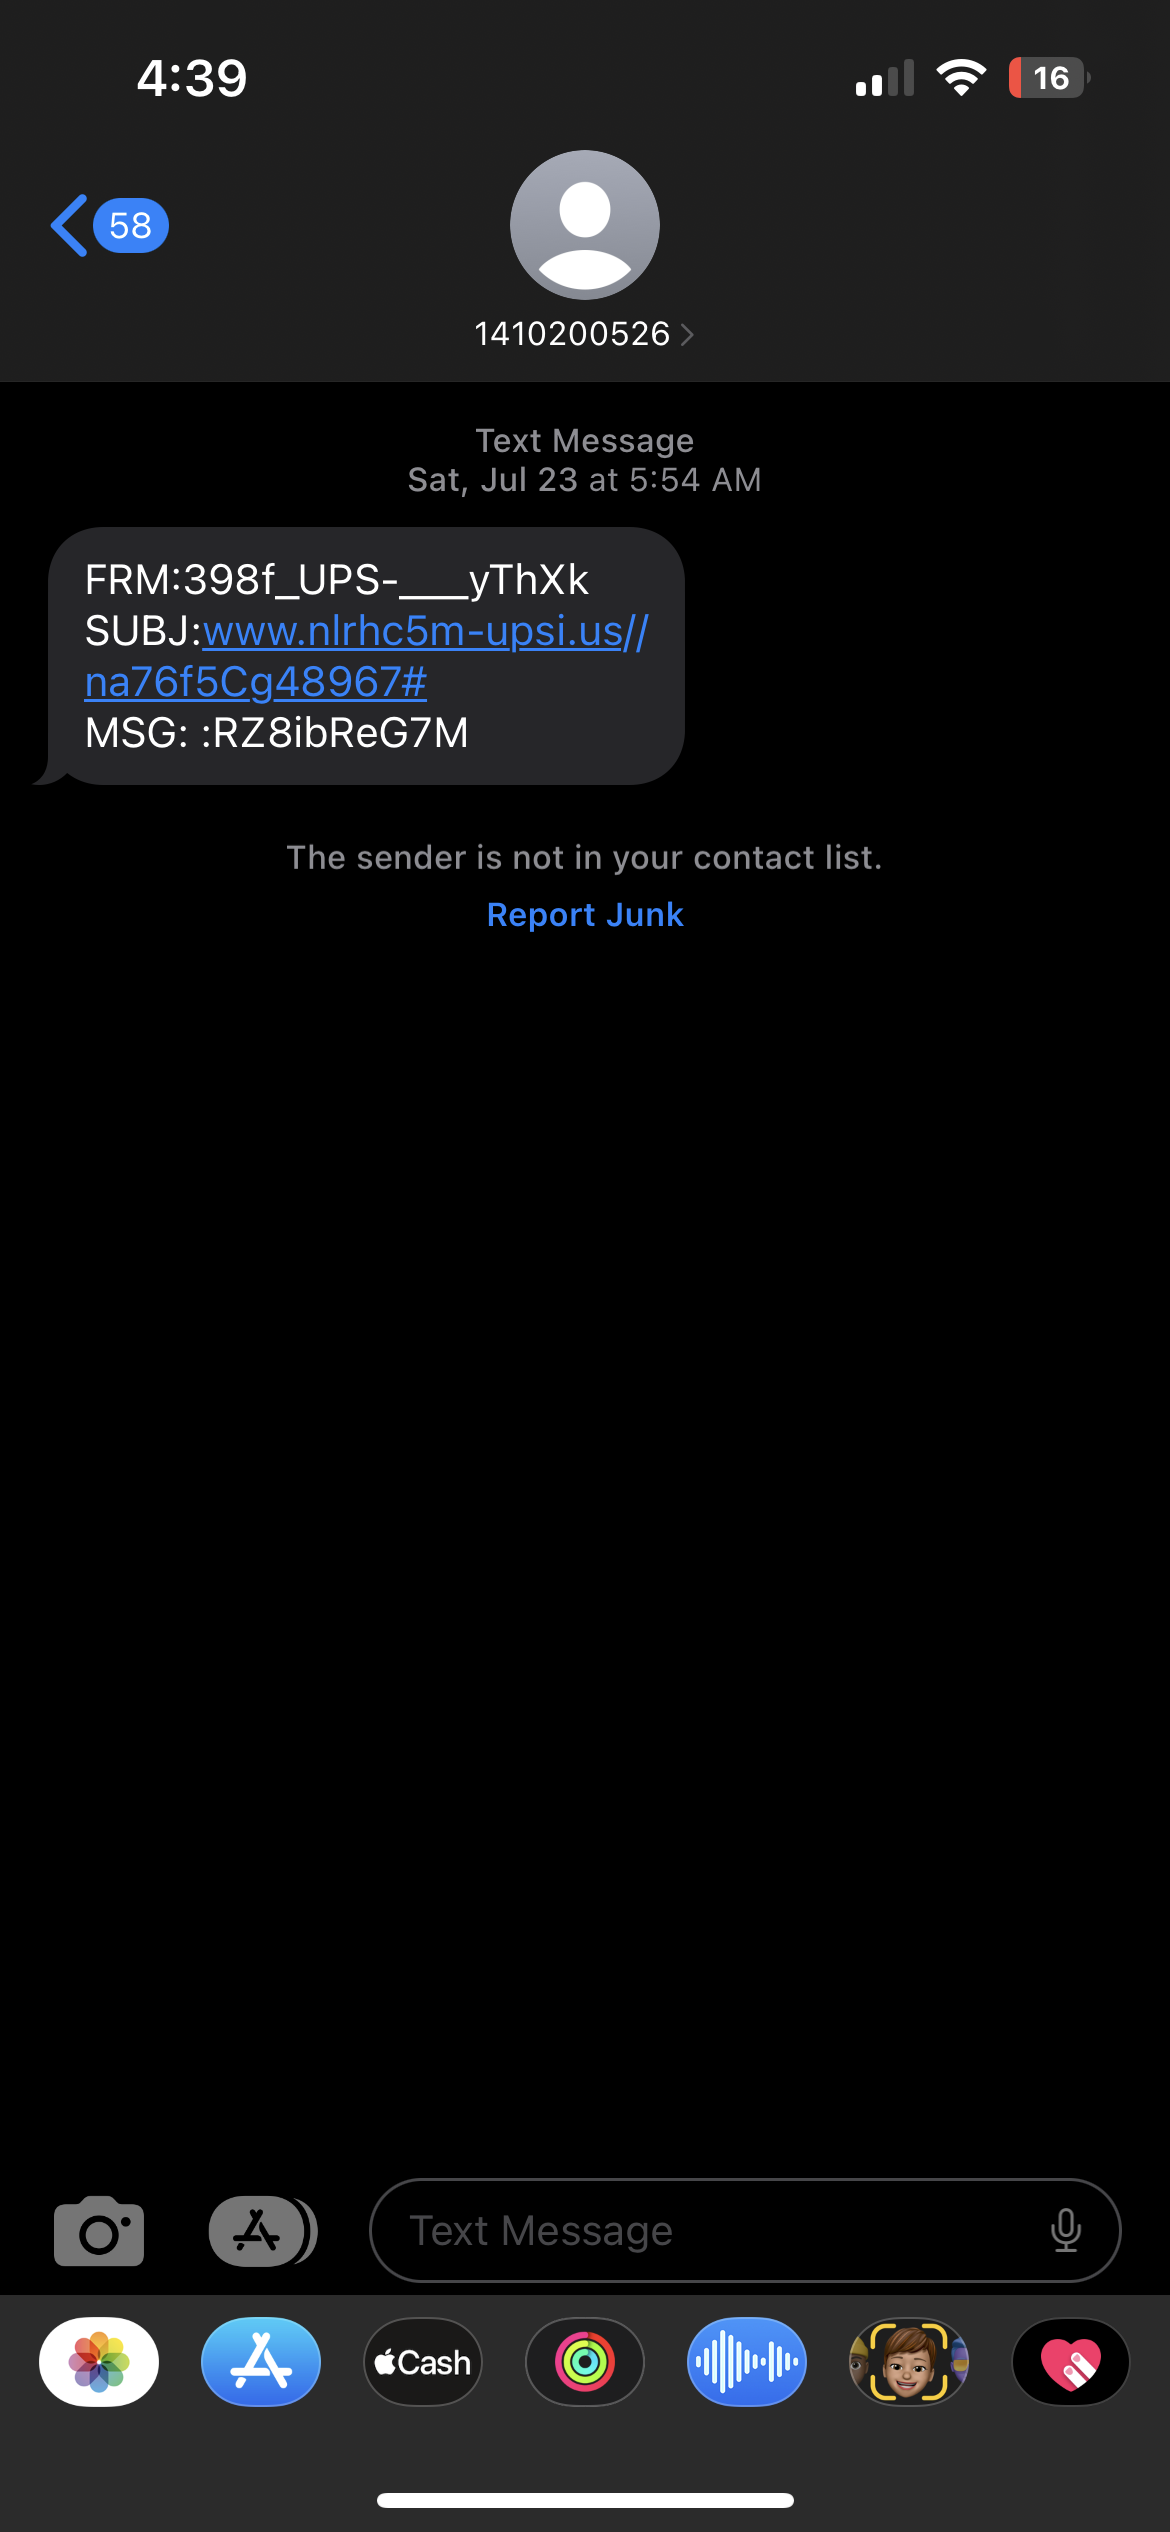 4:39
16
58
1410200526
Text Message
Sat, Jul 23 at 5:54 AM
FRM:398f_UPS-___yThXk
SUBJ:www.nlrhc5m-upsi.us//
na76f5Cg48967#
MSG: :RZ8ibReG7M
The sender is not in your contact list.
Report Junk
Text Message
Cash